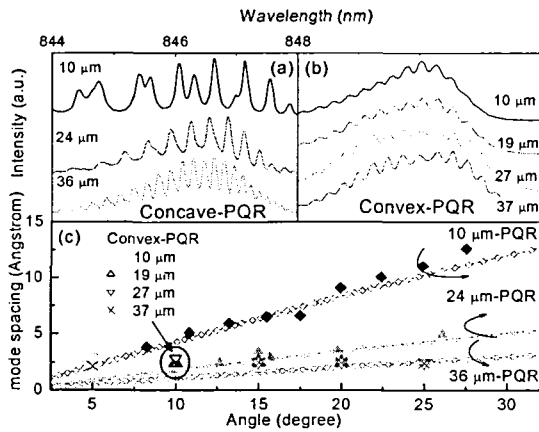 Wavelength (nm)
844 846 848
Intensity (a.u.)
(a)
10 µm
24 µm
36 µm
Concave-PQR
(b)
10 µm
19 µm
27 µm
37 µm
Convex-PQR
mode spacing (Angstrom)
15
10
5
0
(c)
Convex-PQR
10 µm
19 µm
27 µm
37 µm
10 µm-PQR
24 µm-PQR
36 µm-PQR
5 10 15 20 25 30
Angle (degree)